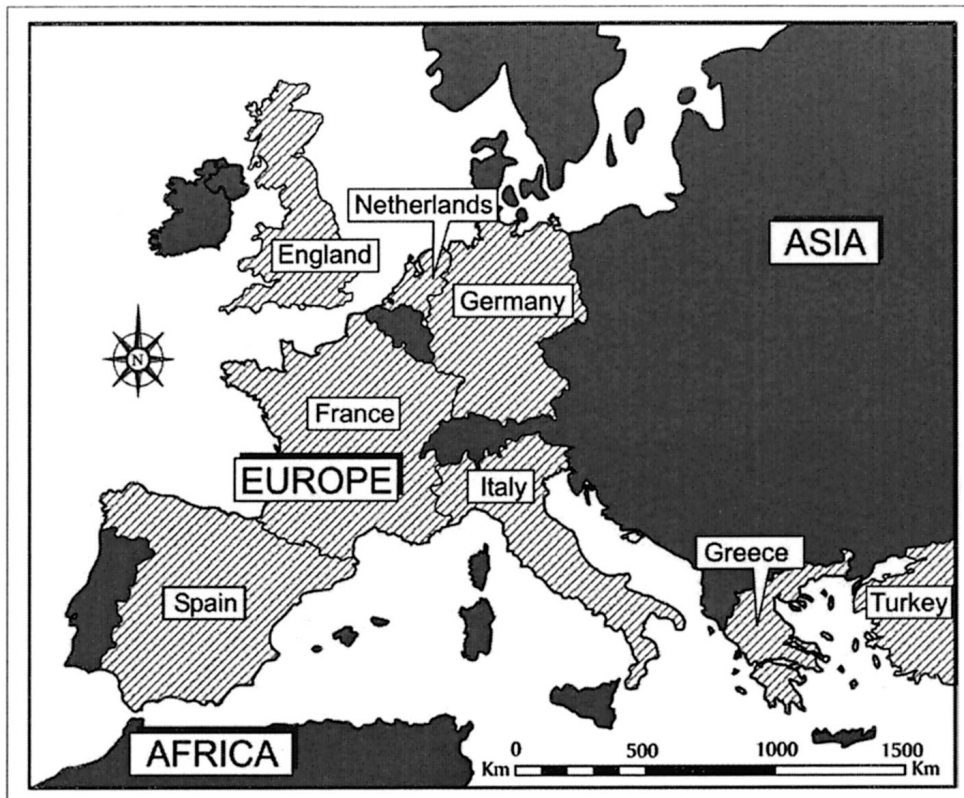 Netherlands
ASIA
England
Germany
N
France
EUROPE
Italy
Greece
Spain
Turkey
AFRICA
0 500 1000 1500
Km Km